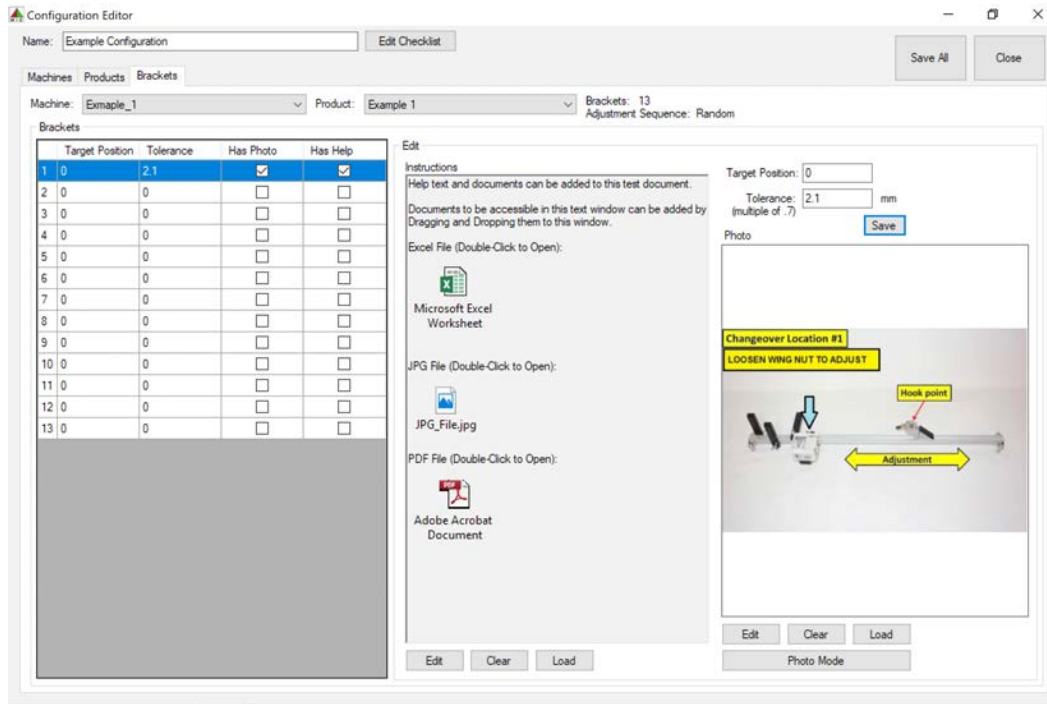 Configuration Editor
Name: Example Configuration Edit Checklist
Save All Close
Machines Products Brackets
Machine: Exmaple_1 Product: Example 1 Brackets: 13
Adjustment Sequence: Random
Brackets
Target Position Tolerance Has Photo Has Help
1 0 2.1
2 0 0
3 0 0
4 0 0
5 0 0
6 0 0
7 0 0
8 0 0
9 0 0
10 0 0
11 0 0
12 0 0
13 0 0
Edit
Instructions
Help text and documents can be added to this test document.
Documents to be accessible in this text window can be added by
Dragging and Dropping them to this window.
Excel File (Double-Click to Open):
Microsoft Excel
Worksheet
JPG File (Double-Click to Open):
JPG_File.jpg
PDF File (Double-Click to Open):
PDF
Adobe Acrobat
Document
Edit Clear Load
Target Position: 0
Tolerance: 2.1 mm
(multiple of .7)
Save
Photo
Changeover Location #1
LOOSEN WING NUT TO ADJUST
Hook point
Adjustment
Edit Clear Load
Photo Mode